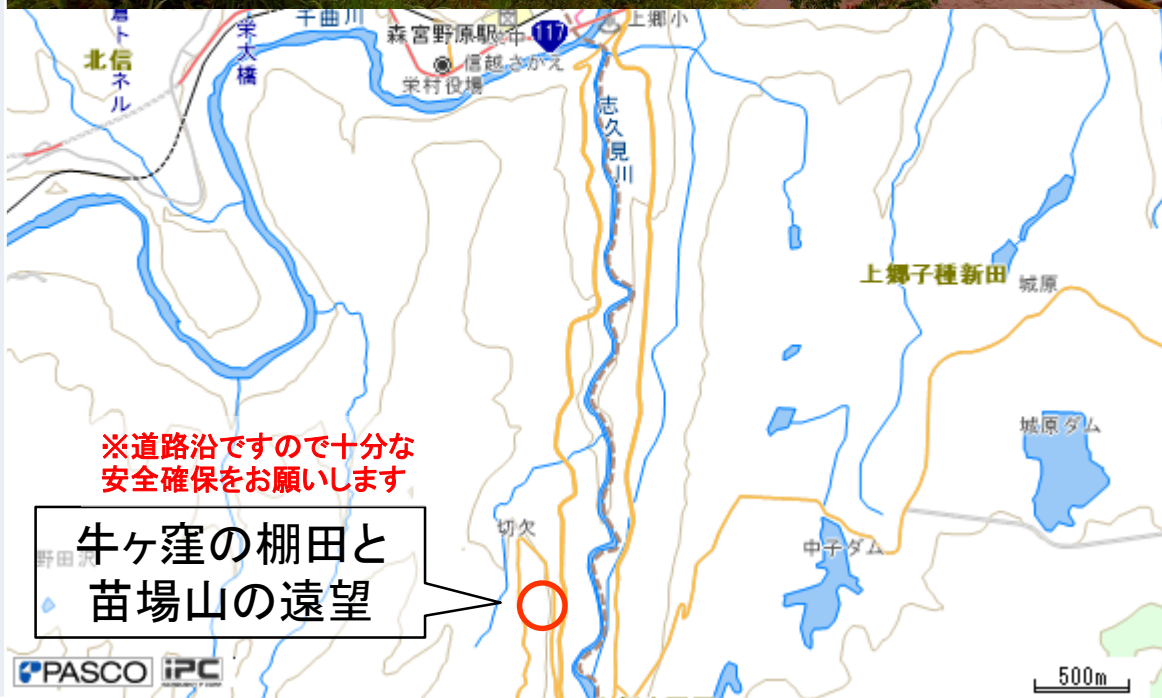 千曲川
森宮野原駅
117
上郷小
信越さかえ
栄村役場
栄大橋
北信
倉トネル
志久見川
上郷子種新田
城原
城原ダム
※道路沿ですので十分な
安全確保をお願いします
切欠
中子ダム
野田沢
牛ヶ窪の棚田と
苗場山の遠望
PASCO iPC
500m